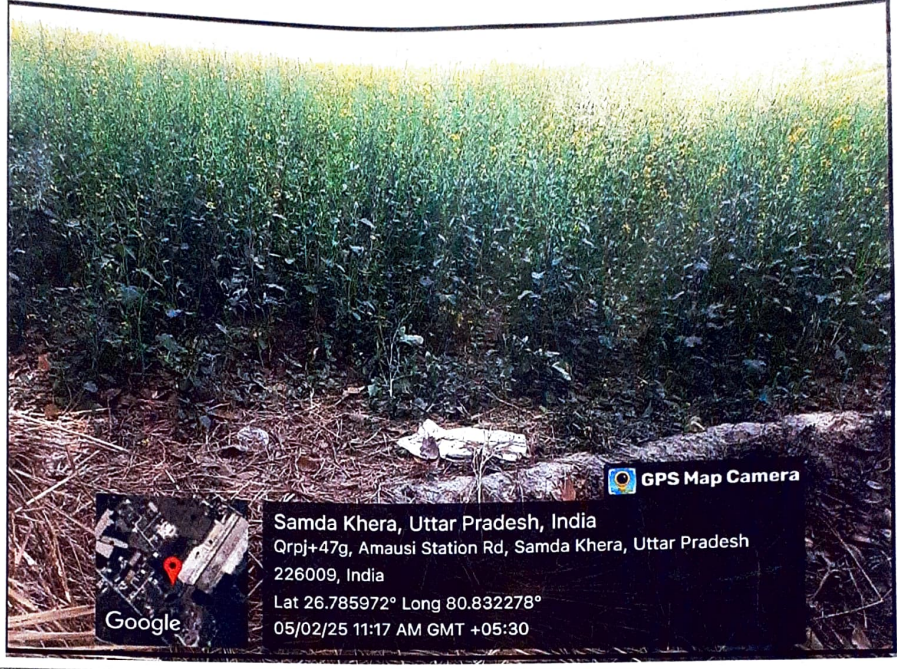 GPS Map Camera
Samda Khera, Uttar Pradesh, India
Qrpj+47g, Amausi Station Rd, Samda Khera, Uttar Pradesh
226009, India
Lat 26.785972° Long 80.832278°
05/02/25 11:17 AM GMT +05:30
Google